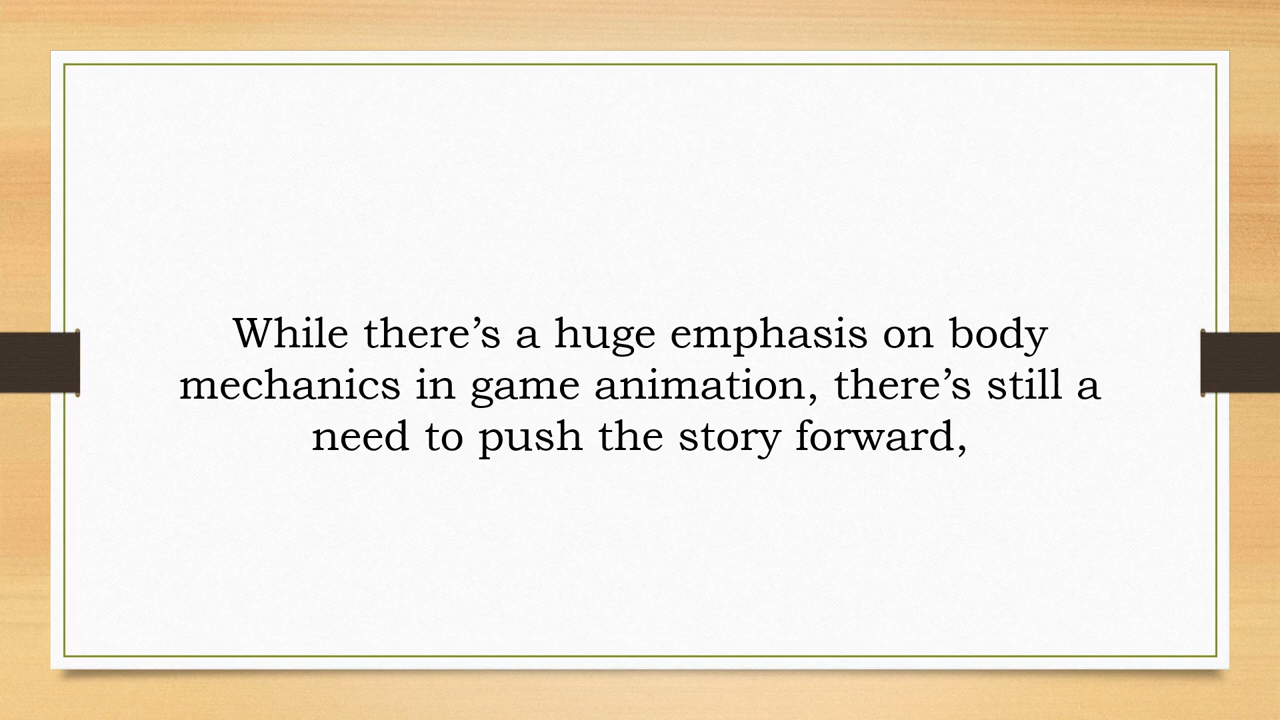 While there’s a huge emphasis on body
mechanics in game animation, there’s still a
need to push the story forward,